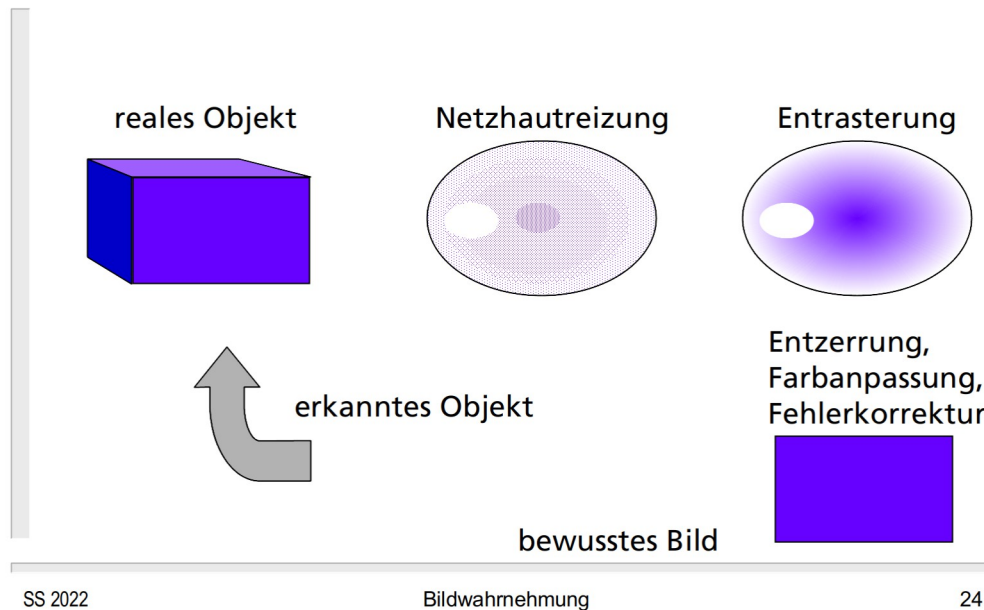 reales Objekt
Netzhautreizung
Entrasterung
Entzerrung,
Farbanpassung,
Fehlerkorrektur
erkanntes Objekt
bewusstes Bild
SS 2022
Bildwahrnehmung
24